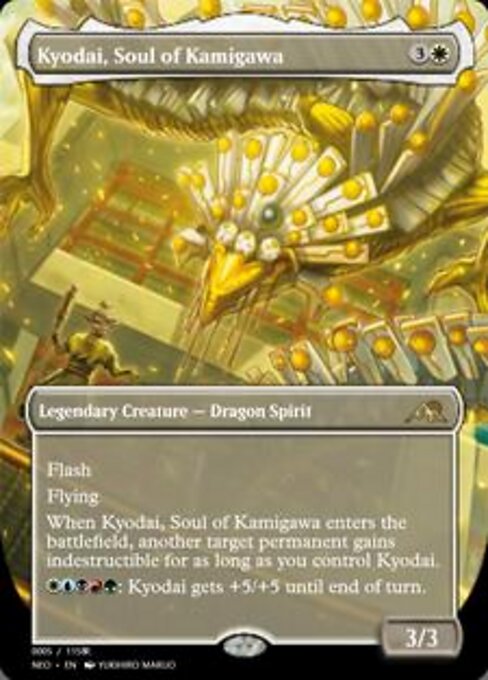 Kyodai, Soul of Kamigawa 3
Legendary Creature — Dragon Spirit
Flash
Flying
When Kyodai, Soul of Kamigawa enters the
battlefield, another target permanent gains
indestructible for as long as you control Kyodai.
: Kyodai gets +5/+5 until end of turn.
3/3
NEO • EN YUKIHIRO MARUO